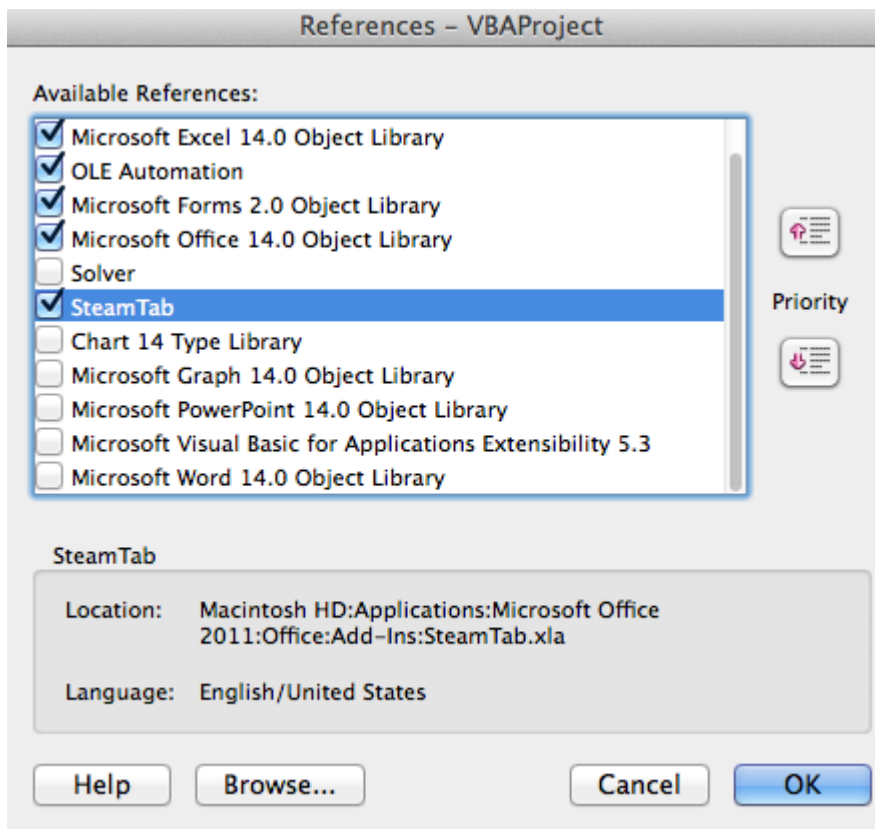 References – VBAProject
Available References:
Microsoft Excel 14.0 Object Library
OLE Automation
Microsoft Forms 2.0 Object Library
Microsoft Office 14.0 Object Library
Solver
SteamTab
Chart 14 Type Library
Microsoft Graph 14.0 Object Library
Microsoft PowerPoint 14.0 Object Library
Microsoft Visual Basic for Applications Extensibility 5.3
Microsoft Word 14.0 Object Library
Priority
SteamTab
Location: Macintosh HD:Applications:Microsoft Office
2011:Office:Add-Ins:SteamTab.xla
Language: English/United States
Help Browse... Cancel OK